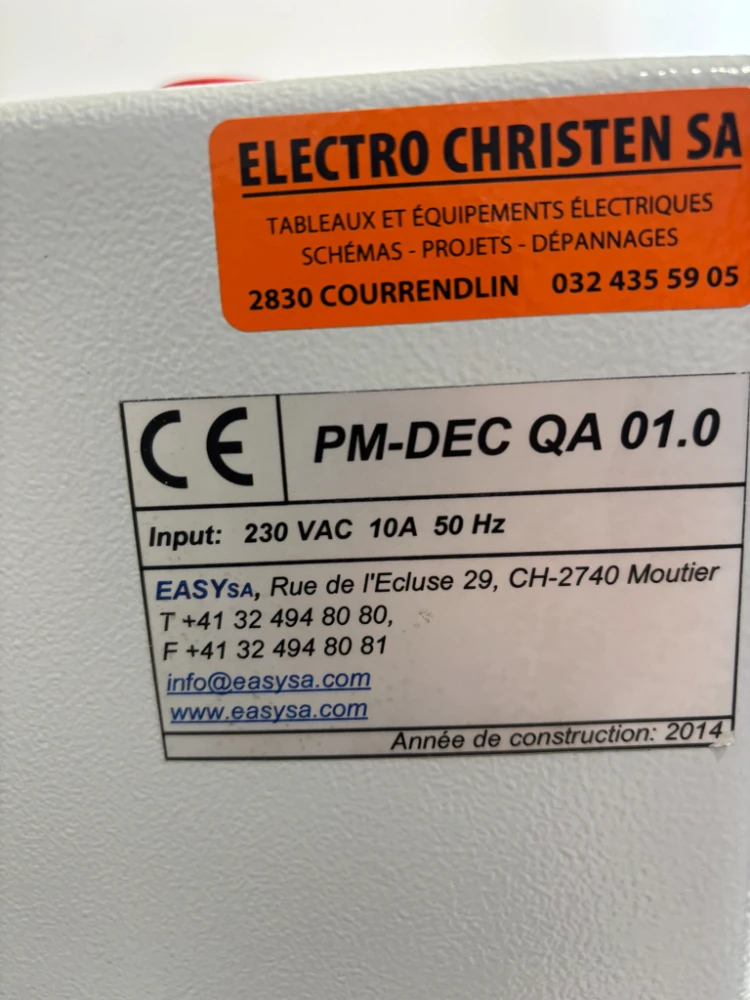 ELECTRO CHRISTEN SA
TABLEAUX ET ÉQUIPEMENTS ÉLECTRIQUES
SCHÉMAS - PROJETS - DÉPANNAGES
2830 COURRENDLIN 032 435 59 05
CE PM-DEC QA 01.0
Input: 230 VAC 10A 50 Hz
EASYSA, Rue de l'Ecluse 29, CH-2740 Moutier
T +41 32 494 80 80,
F +41 32 494 80 81
info@easysa.com
www.easysa.com
Année de construction: 2014